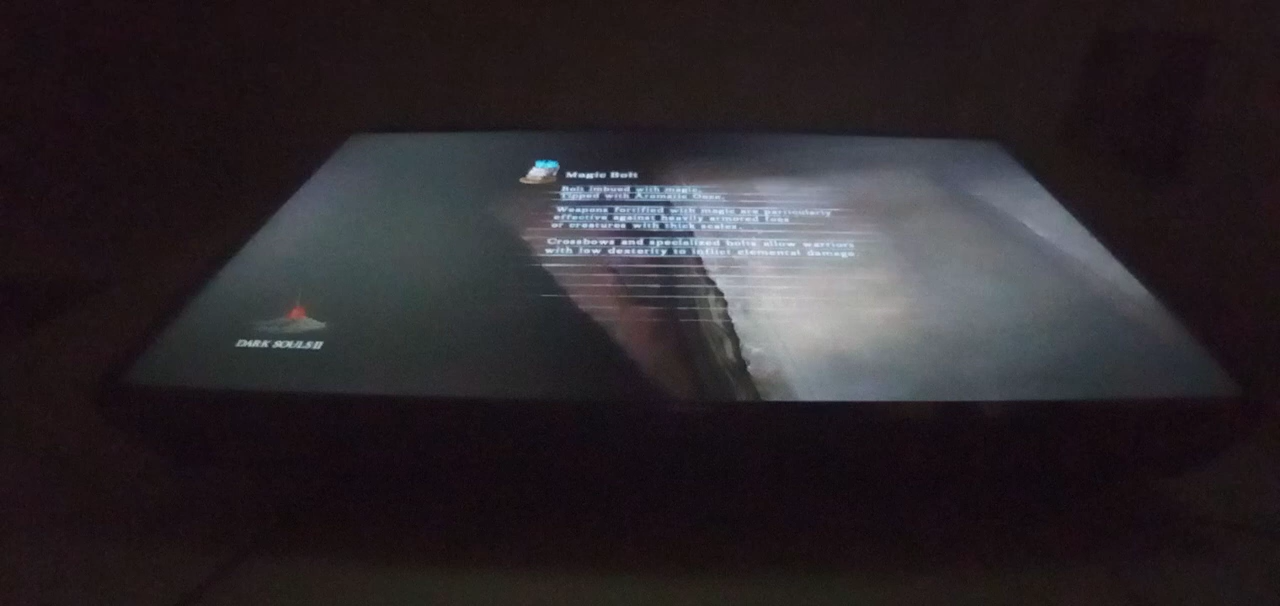 Magic Bolt
Bolt imbued with magic.
Tipped with Aromatic Ooze.
Weapons fortified with magic are particularly
effective against heavily armored foes
or creatures with thick scales.
Crossbows and specialized bolts allow warriors
with low dexterity to inflict elemental damage
DARK SOULS II